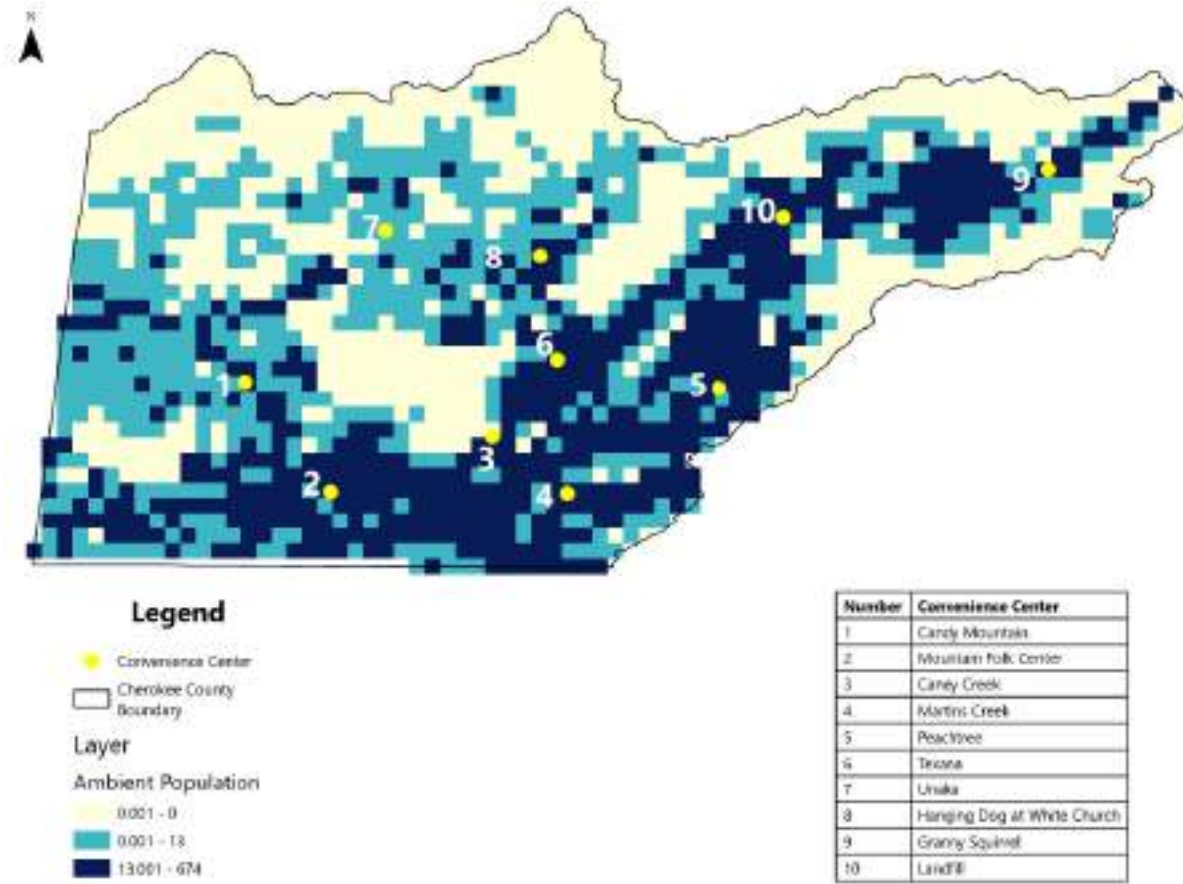 N
7
8
9
10
6
1
5
3
2
4
Legend
Convenience Center
Cherokee County
Boundary
Layer
Ambient Population
0.001 - 0
0.001 - 13
13.001 - 674
Number Convenience Center
1 Candy Mountain
2 Mountain Folk Center
3 Caney Creek
4 Martins Creek
5 Peachtree
6 Texana
7 Unaka
8 Hanging Dog at White Church
9 Granny Squirrel
10 Landfill